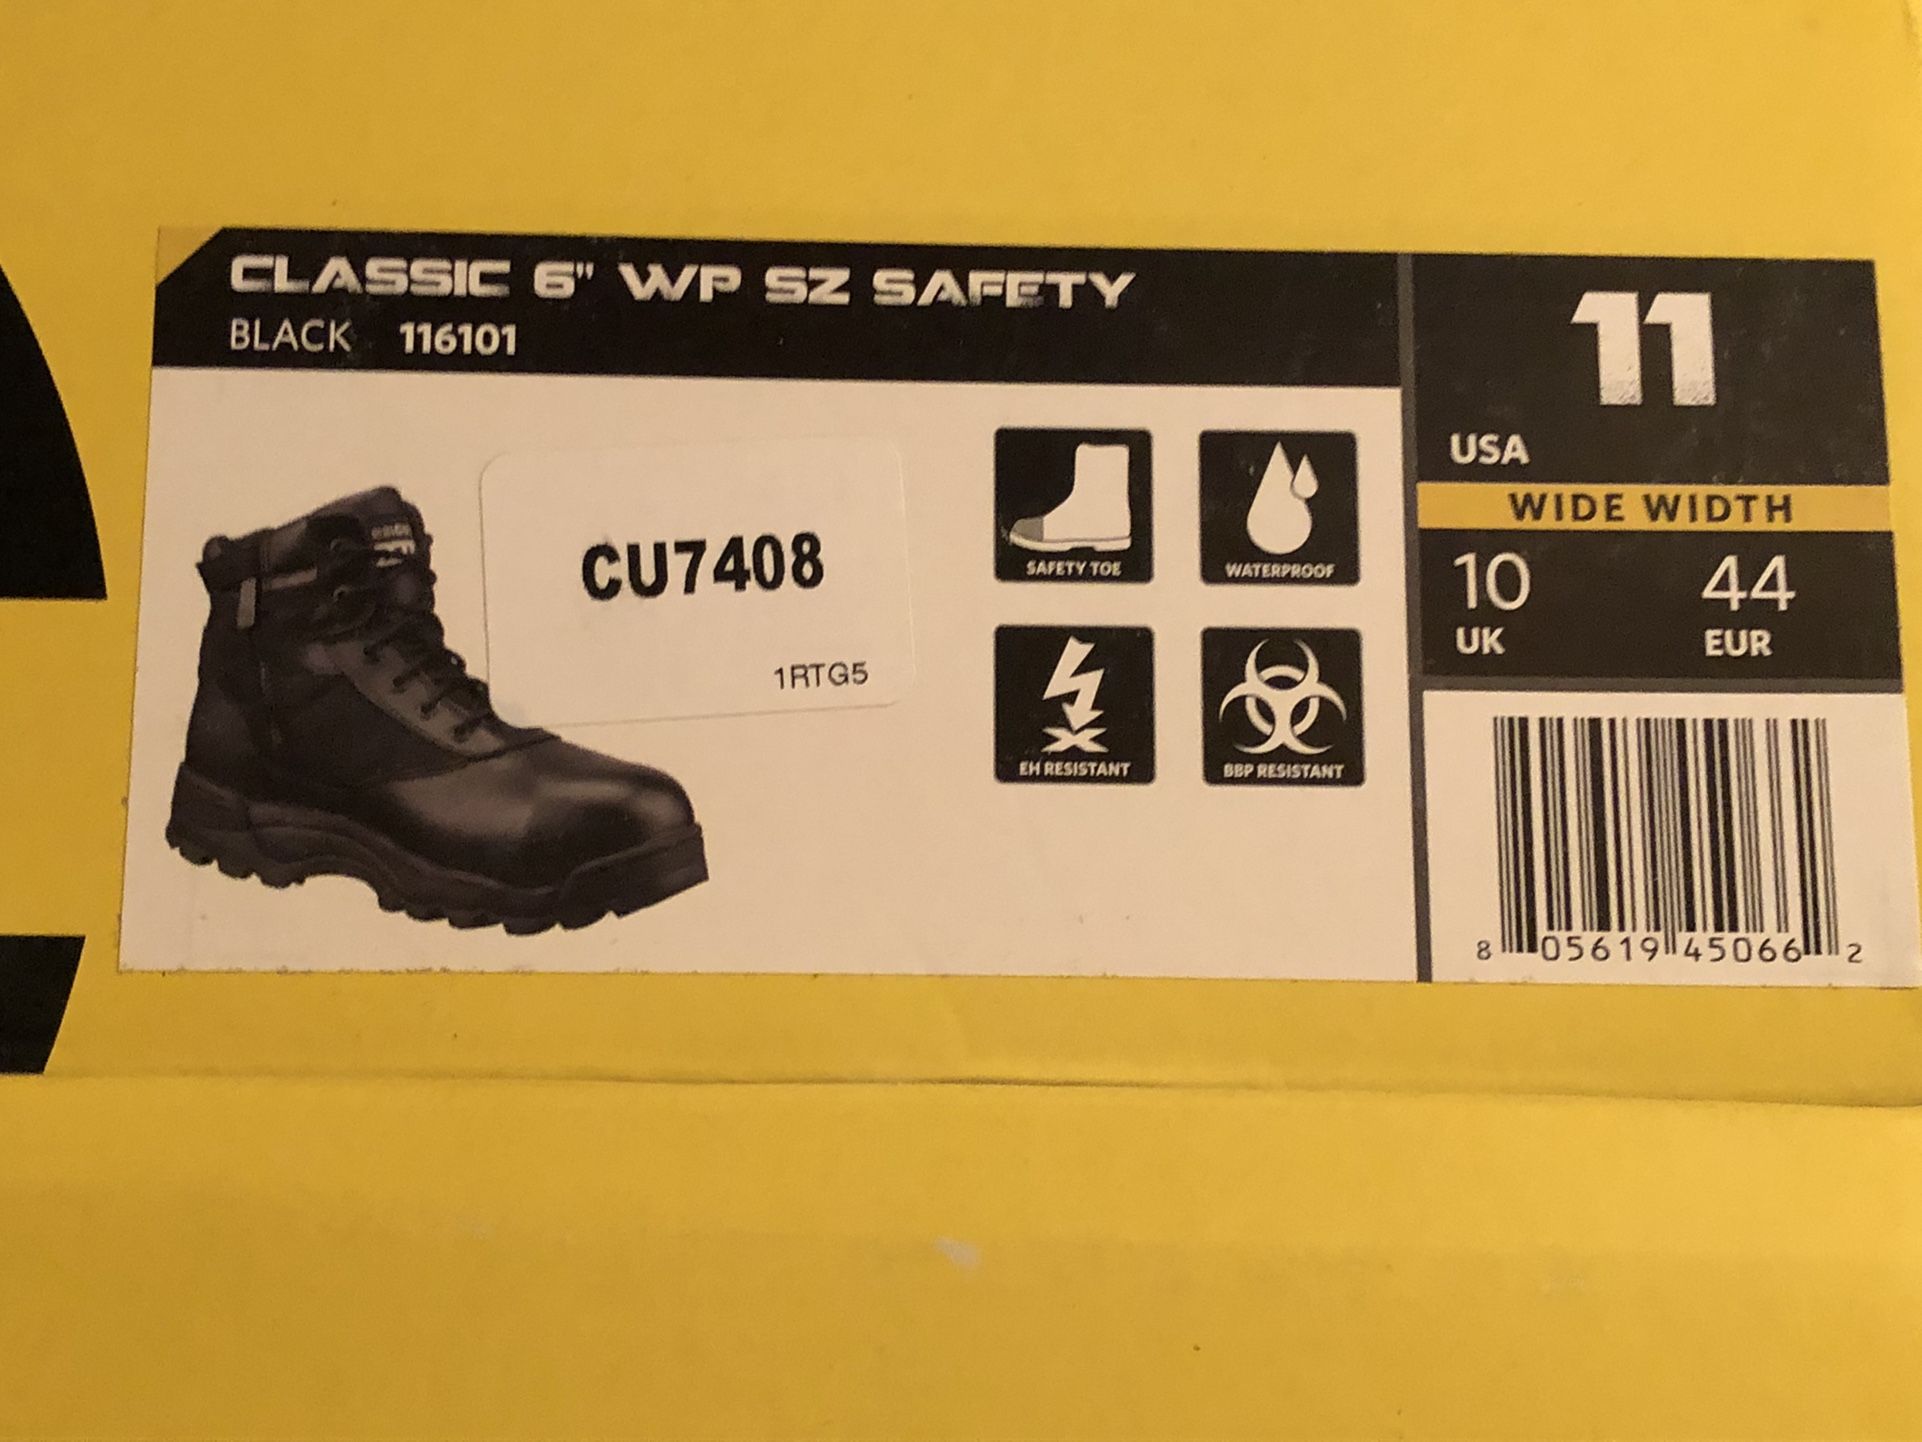 CLASSIC 6" WP SZ SAFETY
BLACK 116101
CU7408
1RTG5
SAFETY TOE
WATERPROOF
EH RESISTANT
BBP RESISTANT
11
USA
WIDE WIDTH
10 44
UK EUR
8 05619 45066 2